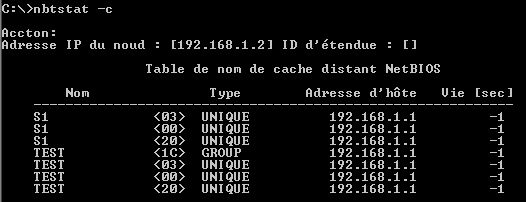 C:\>nbtstat -c
Accton:
Adresse IP du noud : [192.168.1.2] ID d'étendue : []
Table de nom de cache distant NetBIOS
Nom Type Adresse d'hôte Vie [sec]
------------------------------------------------------------
S1 <03> UNIQUE 192.168.1.1 -1
S1 <00> UNIQUE 192.168.1.1 -1
S1 <20> UNIQUE 192.168.1.1 -1
TEST <1C> GROUP 192.168.1.1 -1
TEST <03> UNIQUE 192.168.1.1 -1
TEST <00> UNIQUE 192.168.1.1 -1
TEST <20> UNIQUE 192.168.1.1 -1